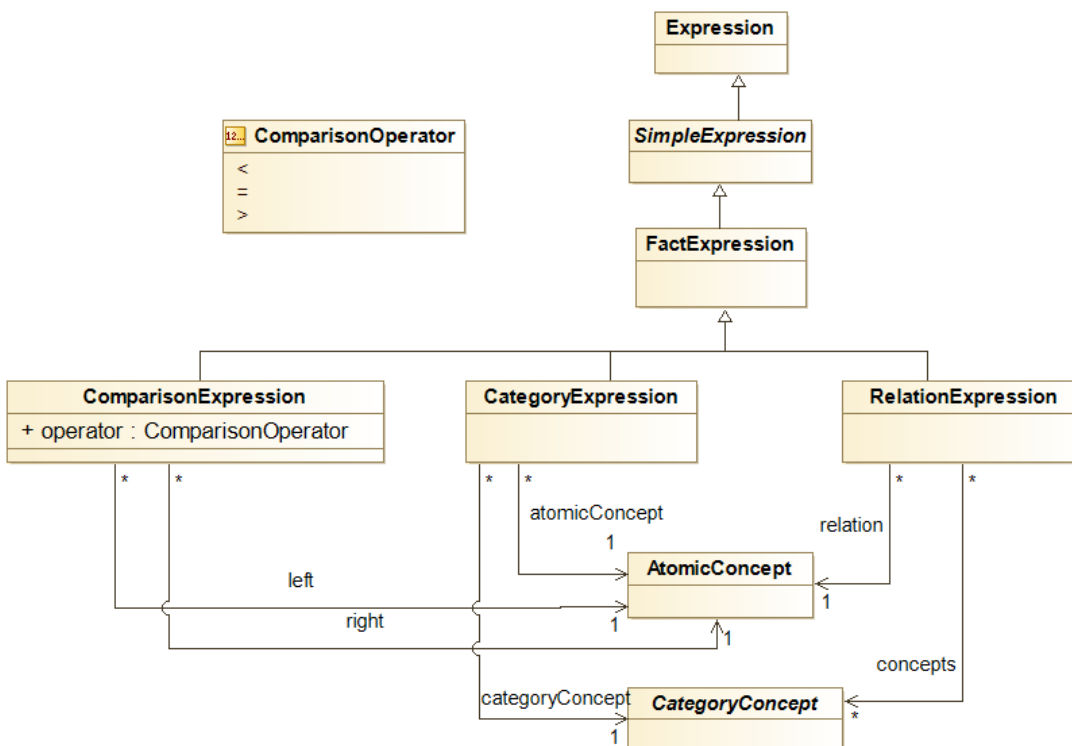 Expression
12... ComparisonOperator
<
=
>
SimpleExpression
FactExpression
ComparisonExpression
+ operator : ComparisonOperator
CategoryExpression
RelationExpression
* * * * * *
atomicConcept
1
relation
AtomicConcept
left
1
1
right
1
concepts
categoryConcept
CategoryConcept
1
*